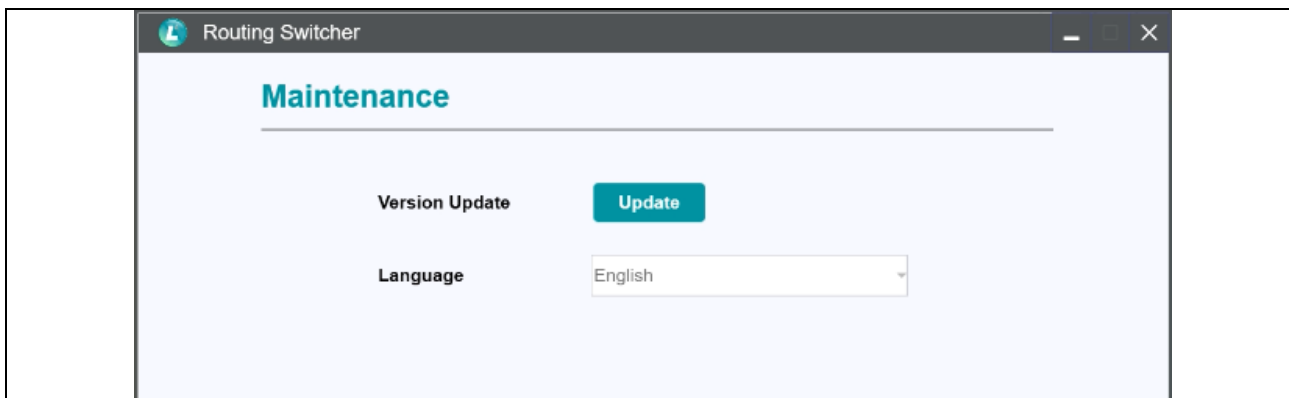 Routing Switcher
Maintenance
Version Update Update
Language English